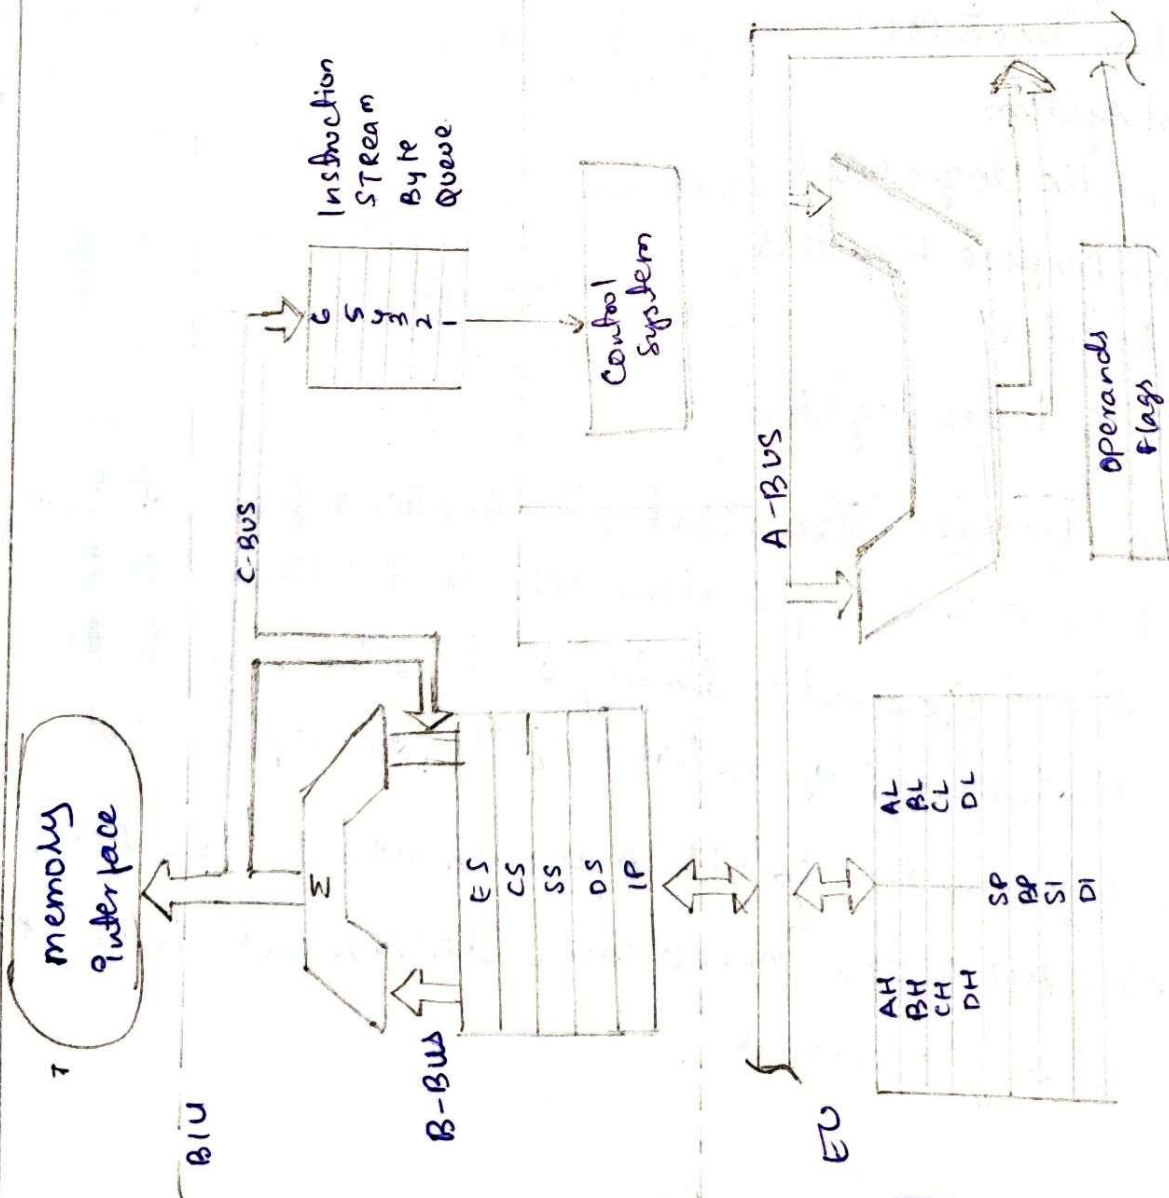 memory
interface
BIU
C-BUS
Instruction
STREAM
Byte
Queue
6
5
4
3
2
1
Σ
B-BUS
ES
CS
SS
DS
IP
Control
System
EU
A-BUS
AH AL
BH BL
CH CL
DH DL
SP
BP
SI
DI
operands
flags